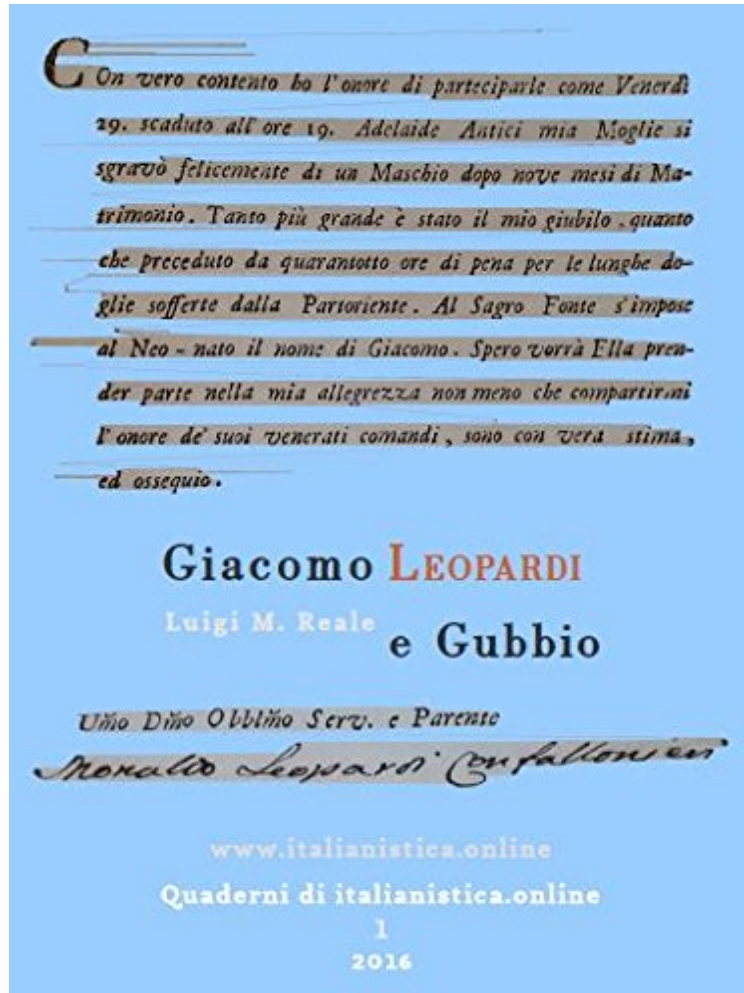 COn vero contento ho l'onore di parteciparle come Venerdì
29. scaduto all' ore 19. Adelaide Antici mia Moglie si
sgravò felicemente di un Maschio dopo nove mesi di Ma-
trimonio. Tanto più grande è stato il mio giubilo, quanto
che preceduto da quarantotto ore di pena per le lunghe do-
glie sofferte dalla Partoriente. Al Sagro Fonte s'impose
al Neo-nato il nome di Giacomo. Spero vorrà Ella pren-
der parte nella mia allegrezza non meno che compartirmi
l'onore de' suoi venerati comandi, sono con vera stima,
ed ossequio.
Giacomo LEOPARDI
Luigi M. Reale
e Gubbio
Umo Dmo Obblmo Serv. e Parente
Monaldo Leopardi Confallonieri
www.italianistica.online
Quaderni di italianistica.online
1
2016